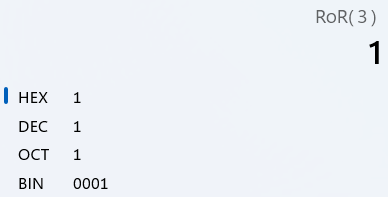 RoR( 3 )
1
HEX 1
DEC 1
OCT 1
BIN 0001